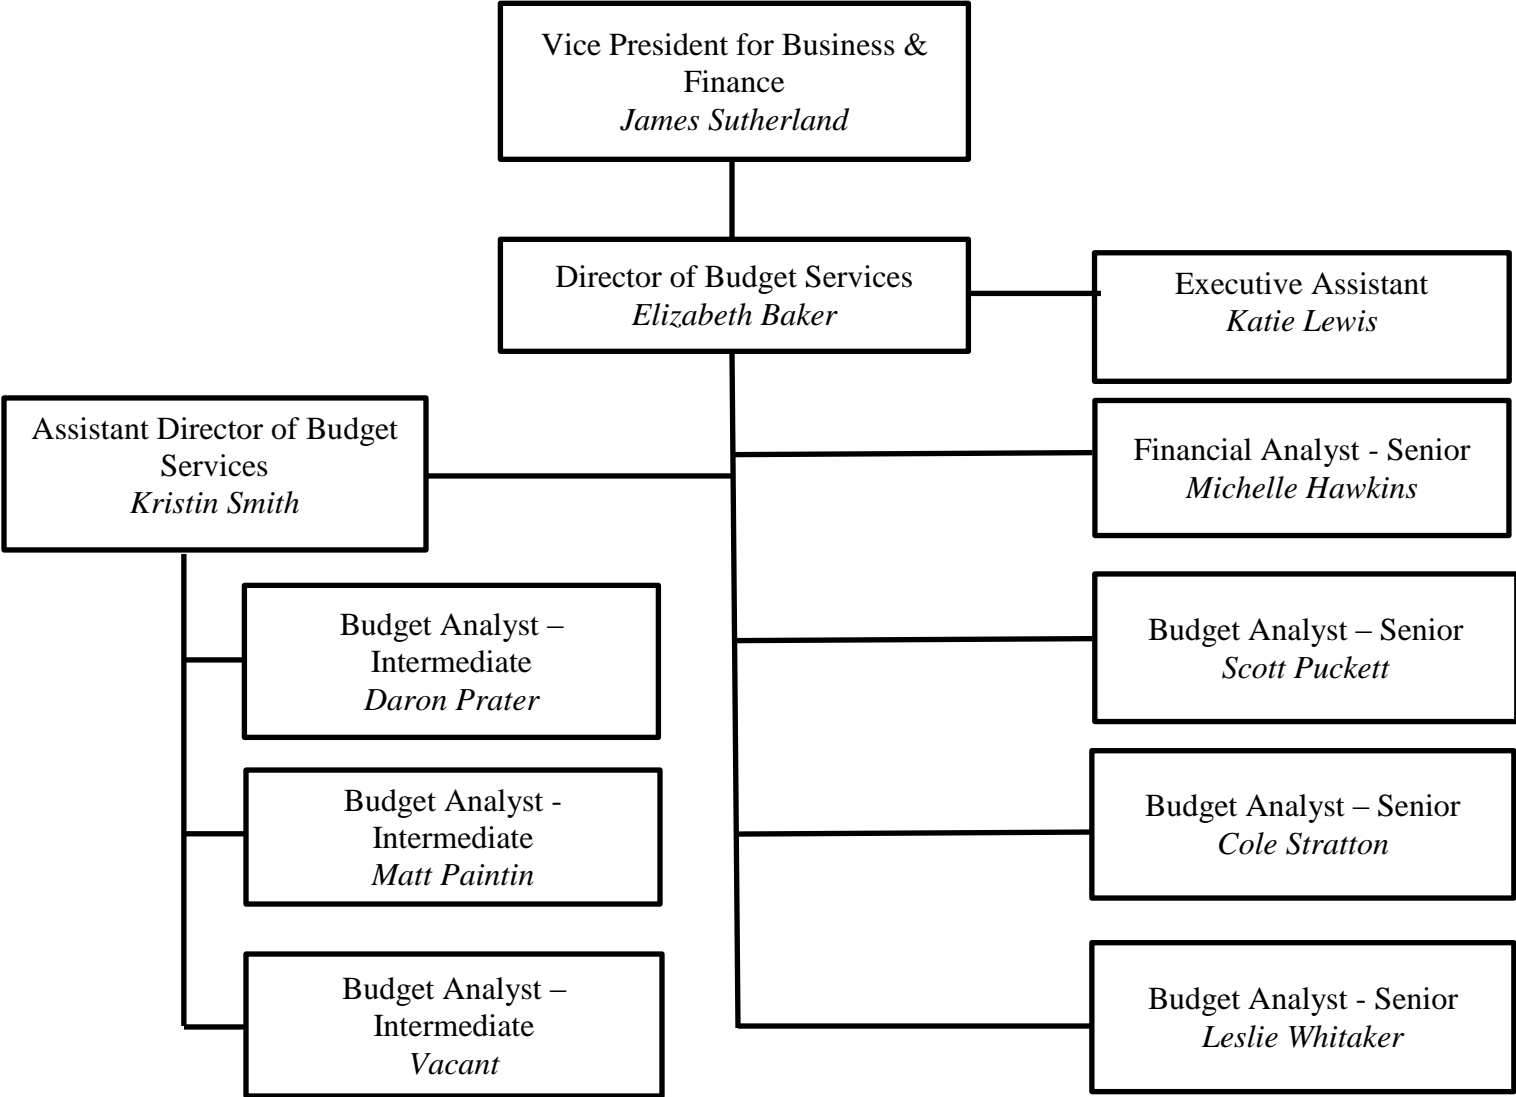 Vice President for Business &
Finance
James Sutherland
Director of Budget Services
Elizabeth Baker
Executive Assistant
Katie Lewis
Assistant Director of Budget
Services
Kristin Smith
Financial Analyst - Senior
Michelle Hawkins
Budget Analyst –
Intermediate
Daron Prater
Budget Analyst – Senior
Scott Puckett
Budget Analyst -
Intermediate
Matt Paintin
Budget Analyst – Senior
Cole Stratton
Budget Analyst –
Intermediate
Vacant
Budget Analyst - Senior
Leslie Whitaker